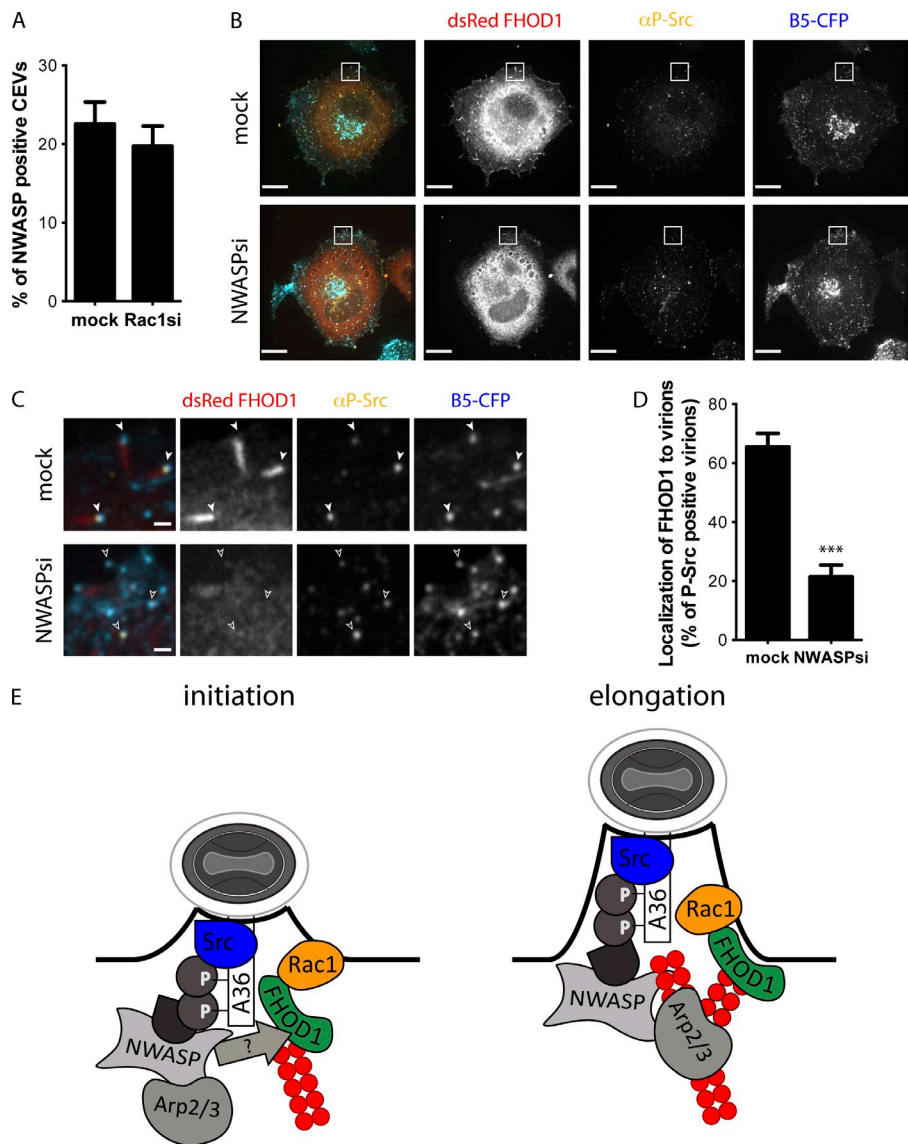 A
% of NWASP positive CEVs
30
20
10
0
mock Rac1si
B
dsRed FHOD1 αP-Src B5-CFP
mock
NWASPsi
C
dsRed FHOD1 αP-Src B5-CFP
mock
NWASPsi
D
Localization of FHOD1 to virions
(% of P-Src positive virions)
80
60
40
20
0
***
mock NWASPsi
E
initiation
Src
P
P
A36
Rac1
FHOD1
NWASP
?
Arp2/3
elongation
Src
P
P
A36
Rac1
FHOD1
NWASP
Arp2/3